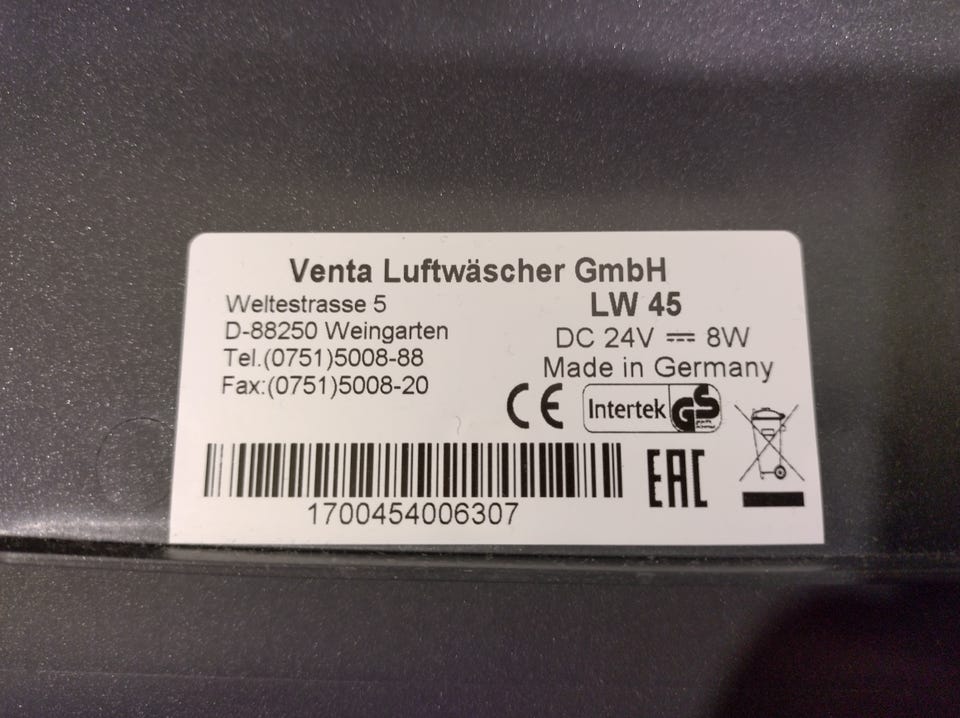 Venta Luftwäscher GmbH
Weltestrasse 5
D-88250 Weingarten
Tel.(0751)5008-88
Fax:(0751)5008-20
LW 45
DC 24V ⎓ 8W
Made in Germany
CE
Intertek GS
EAC
1700454006307